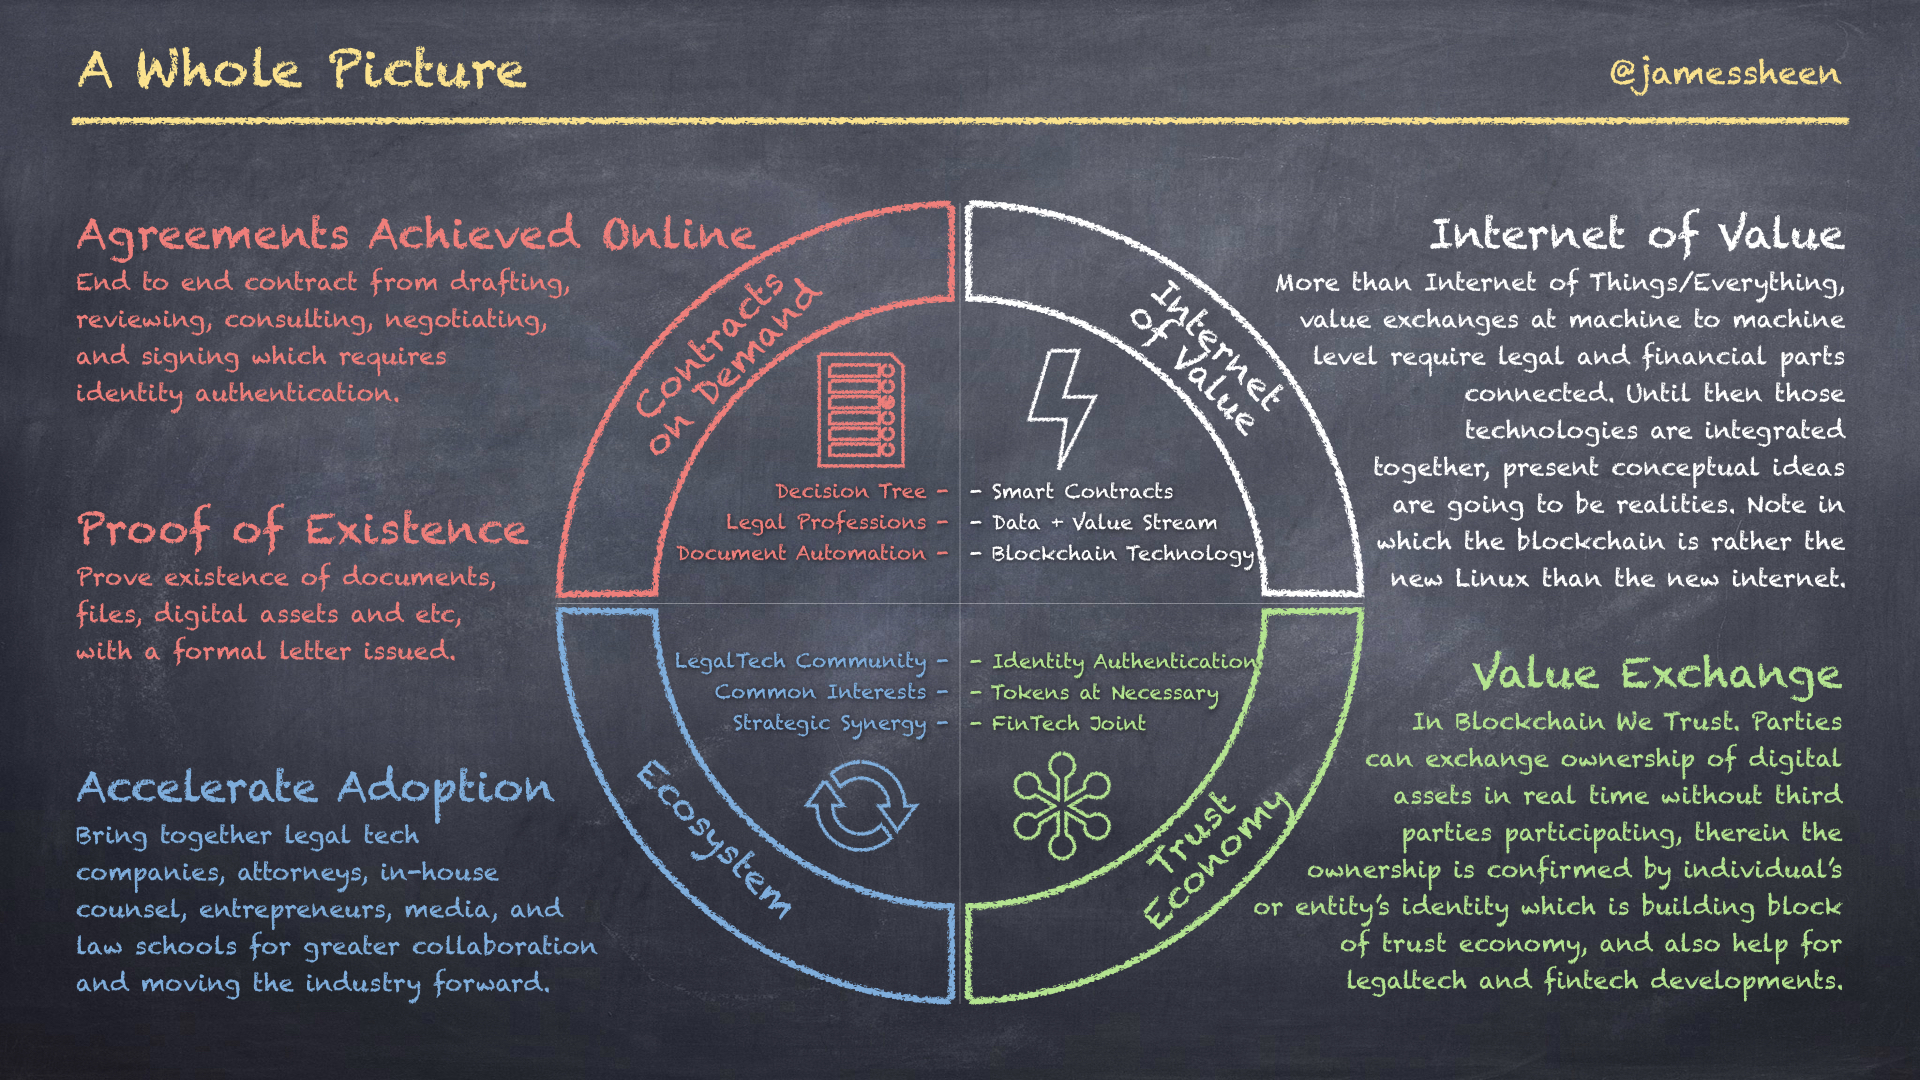 A Whole Picture
@jamessheen
Agreements Achieved Online
End to end contract from drafting,
reviewing, consulting, negotiating,
and signing which requires
identity authentication.
Proof of Existence
Prove existence of documents,
files, digital assets and etc,
with a formal letter issued.
Accelerate Adoption
Bring together legal tech
companies, attorneys, in-house
counsel, entrepreneurs, media, and
law schools for greater collaboration
and moving the industry forward.
Contracts
on Demand
Decision Tree -
Legal Professions -
Document Automation -
Internet
of Value
- Smart Contracts
- Data + Value Stream
- Blockchain Technology
LegalTech Community -
Common Interests -
Strategic Synergy -
Ecosystem
- Identity Authentication
- Tokens at Necessary
- FinTech Joint
Trust
Economy
Internet of Value
More than Internet of Things/Everything,
value exchanges at machine to machine
level require legal and financial parts
connected. Until then those
technologies are integrated
together, present conceptual ideas
are going to be realities. Note in
which the blockchain is rather the
new Linux than the new internet.
Value Exchange
In Blockchain We Trust. Parties
can exchange ownership of digital
assets in real time without third
parties participating, therein the
ownership is confirmed by individual's
or entity's identity which is building block
of trust economy, and also help for
legaltech and fintech developments.